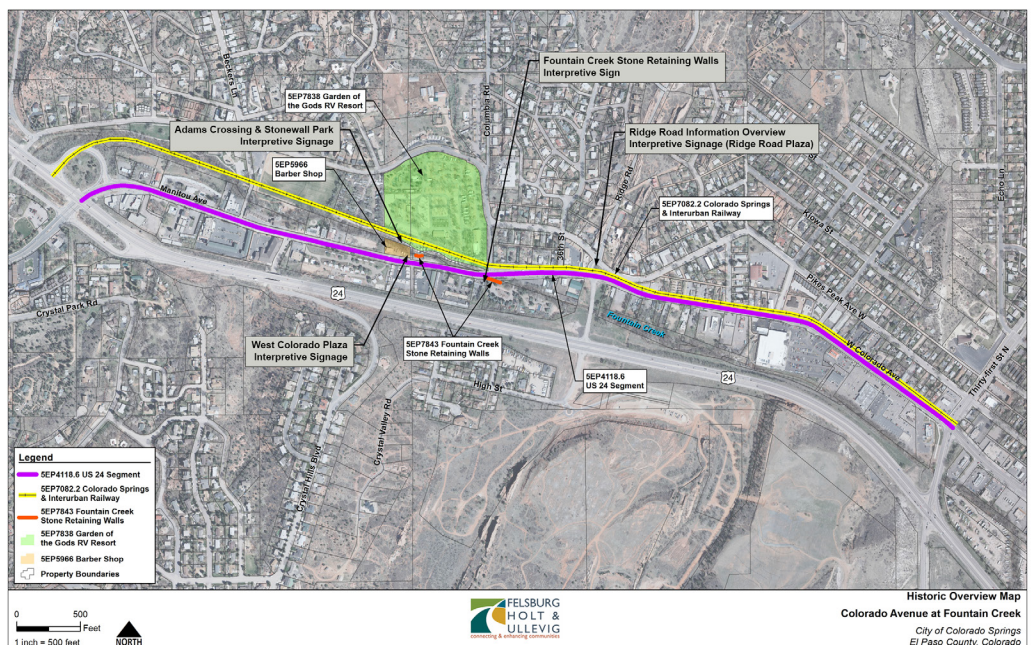 Beckers Ln
Columbia Rd
Fountain Creek Stone Retaining Walls
Interpretive Sign
5EP7838 Garden of
the Gods RV Resort
Adams Crossing & Stonewall Park
Interpretive Signage
Ridge Road Information Overview
Interpretive Signage (Ridge Road Plaza)
St
5EP5966
Barber Shop
Ridge Rd
Echo Ln
Manitou Ave
5EP7082.2 Colorado Springs
& Interurban Railway
Kiowa St
38th St
Pikes Peak Ave W
24
Crystal Park Rd
Fountain Creek
West Colorado Plaza
Interpretive Signage
5EP7843 Fountain Creek
Stone Retaining Walls
W Colorado Ave
Thirty-first St N
5EP4118.6
US 24 Segment
24
High St
Crystal Valley Rd
Crystal Hills Blvd
Legend
5EP4118.6 US 24 Segment
5EP7082.2 Colorado Springs
& Interurban Railway
5EP7843 Fountain Creek
Stone Retaining Walls
5EP7838 Garden of
the Gods RV Resort
5EP5966 Barber Shop
Property Boundaries
0 500
Feet
1 inch = 500 feet
NORTH
FELSBURG
HOLT &
ULLEVIG
connecting & enhancing communities
Historic Overview Map
Colorado Avenue at Fountain Creek
City of Colorado Springs
El Paso County, Colorado